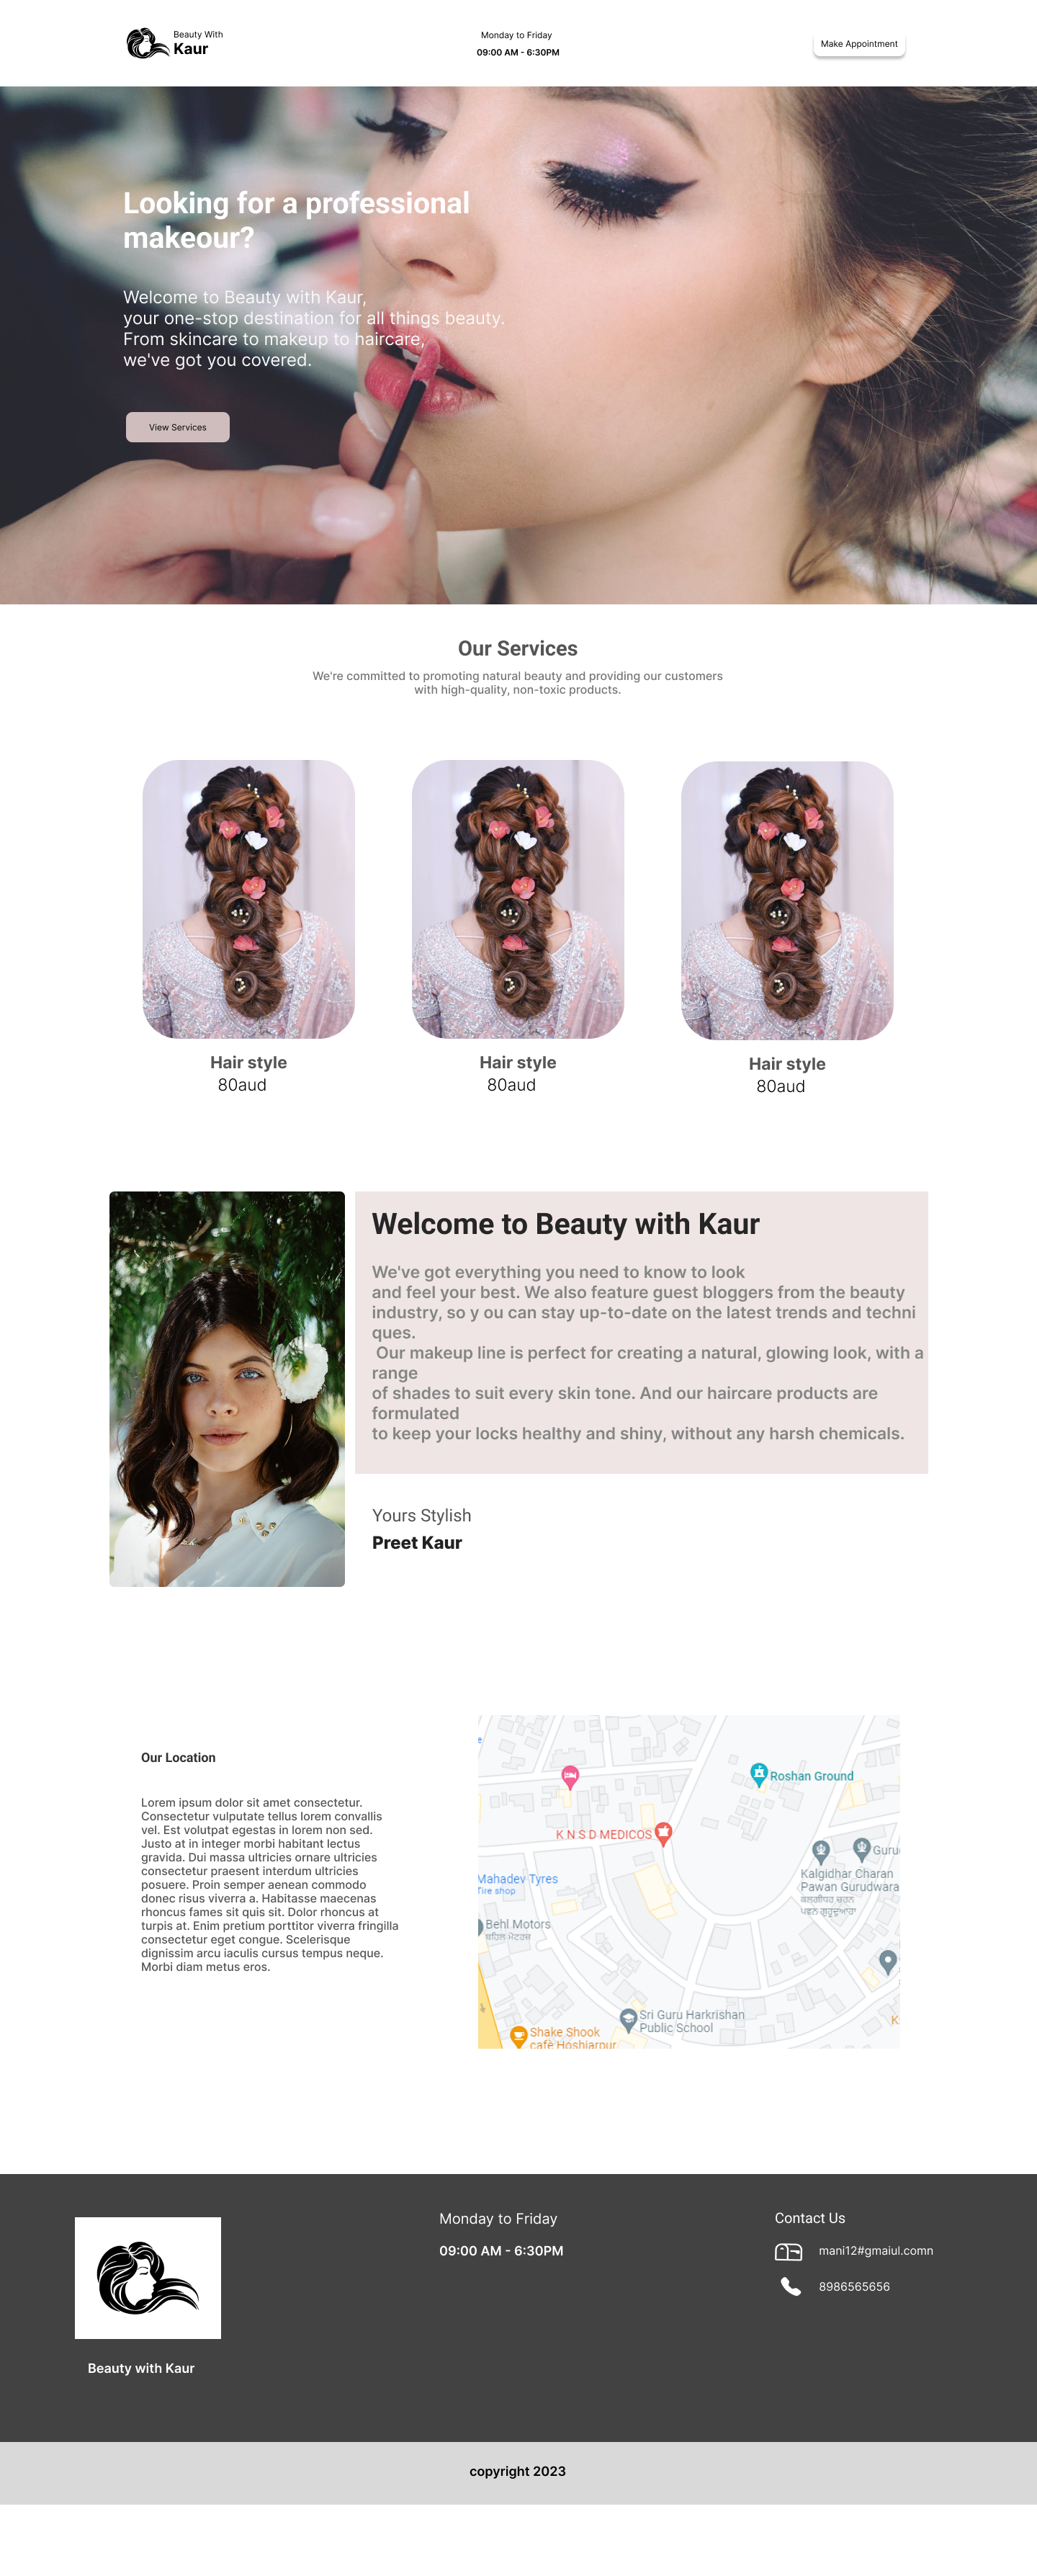 Beauty With
Kaur
Monday to Friday
09:00 AM - 6:30PM
Make Appointment
Looking for a professional
makeour?
Welcome to Beauty with Kaur,
your one-stop destination for all things beauty.
From skincare to makeup to haircare,
we've got you covered.
View Services
Our Services
We're committed to promoting natural beauty and providing our customers
with high-quality, non-toxic products.
Hair style
80aud
Hair style
80aud
Hair style
80aud
Welcome to Beauty with Kaur
We've got everything you need to know to look
and feel your best. We also feature guest bloggers from the beauty
industry, so y ou can stay up-to-date on the latest trends and techni
ques.
Our makeup line is perfect for creating a natural, glowing look, with a
range
of shades to suit every skin tone. And our haircare products are
formulated
to keep your locks healthy and shiny, without any harsh chemicals.
Yours Stylish
Preet Kaur
Our Location
Lorem ipsum dolor sit amet consectetur.
Consectetur vulputate tellus lorem convallis
vel. Est volutpat egestas in lorem non sed.
Justo at in integer morbi habitant lectus
gravida. Dui massa ultricies ornare ultricies
consectetur praesent interdum ultricies
posuere. Proin semper aenean commodo
donec risus viverra a. Habitasse maecenas
rhoncus fames sit quis sit. Dolor rhoncus at
turpis at. Enim pretium porttitor viverra fringilla
consectetur eget congue. Scelerisque
dignissim arcu iaculis cursus tempus neque.
Morbi diam metus eros.
Roshan Ground
K N S D MEDICOS
Kalgidhar Charan
Pawan Gurudwara
ਕਲਗੀਧਰ ਚਰਨ
ਪਵਨ ਗੁਰੂਦੁਆਰਾ
Mahadev Tyres
Tire shop
Behl Motors
ਬਹਿਲ ਮੋਟਰਜ਼
Sri Guru Harkrishan
Public School
Shake Shook
cafè Hoshiarpur
Monday to Friday
09:00 AM - 6:30PM
Contact Us
mani12#gmaiul.comn
8986565656
Beauty with Kaur
copyright 2023